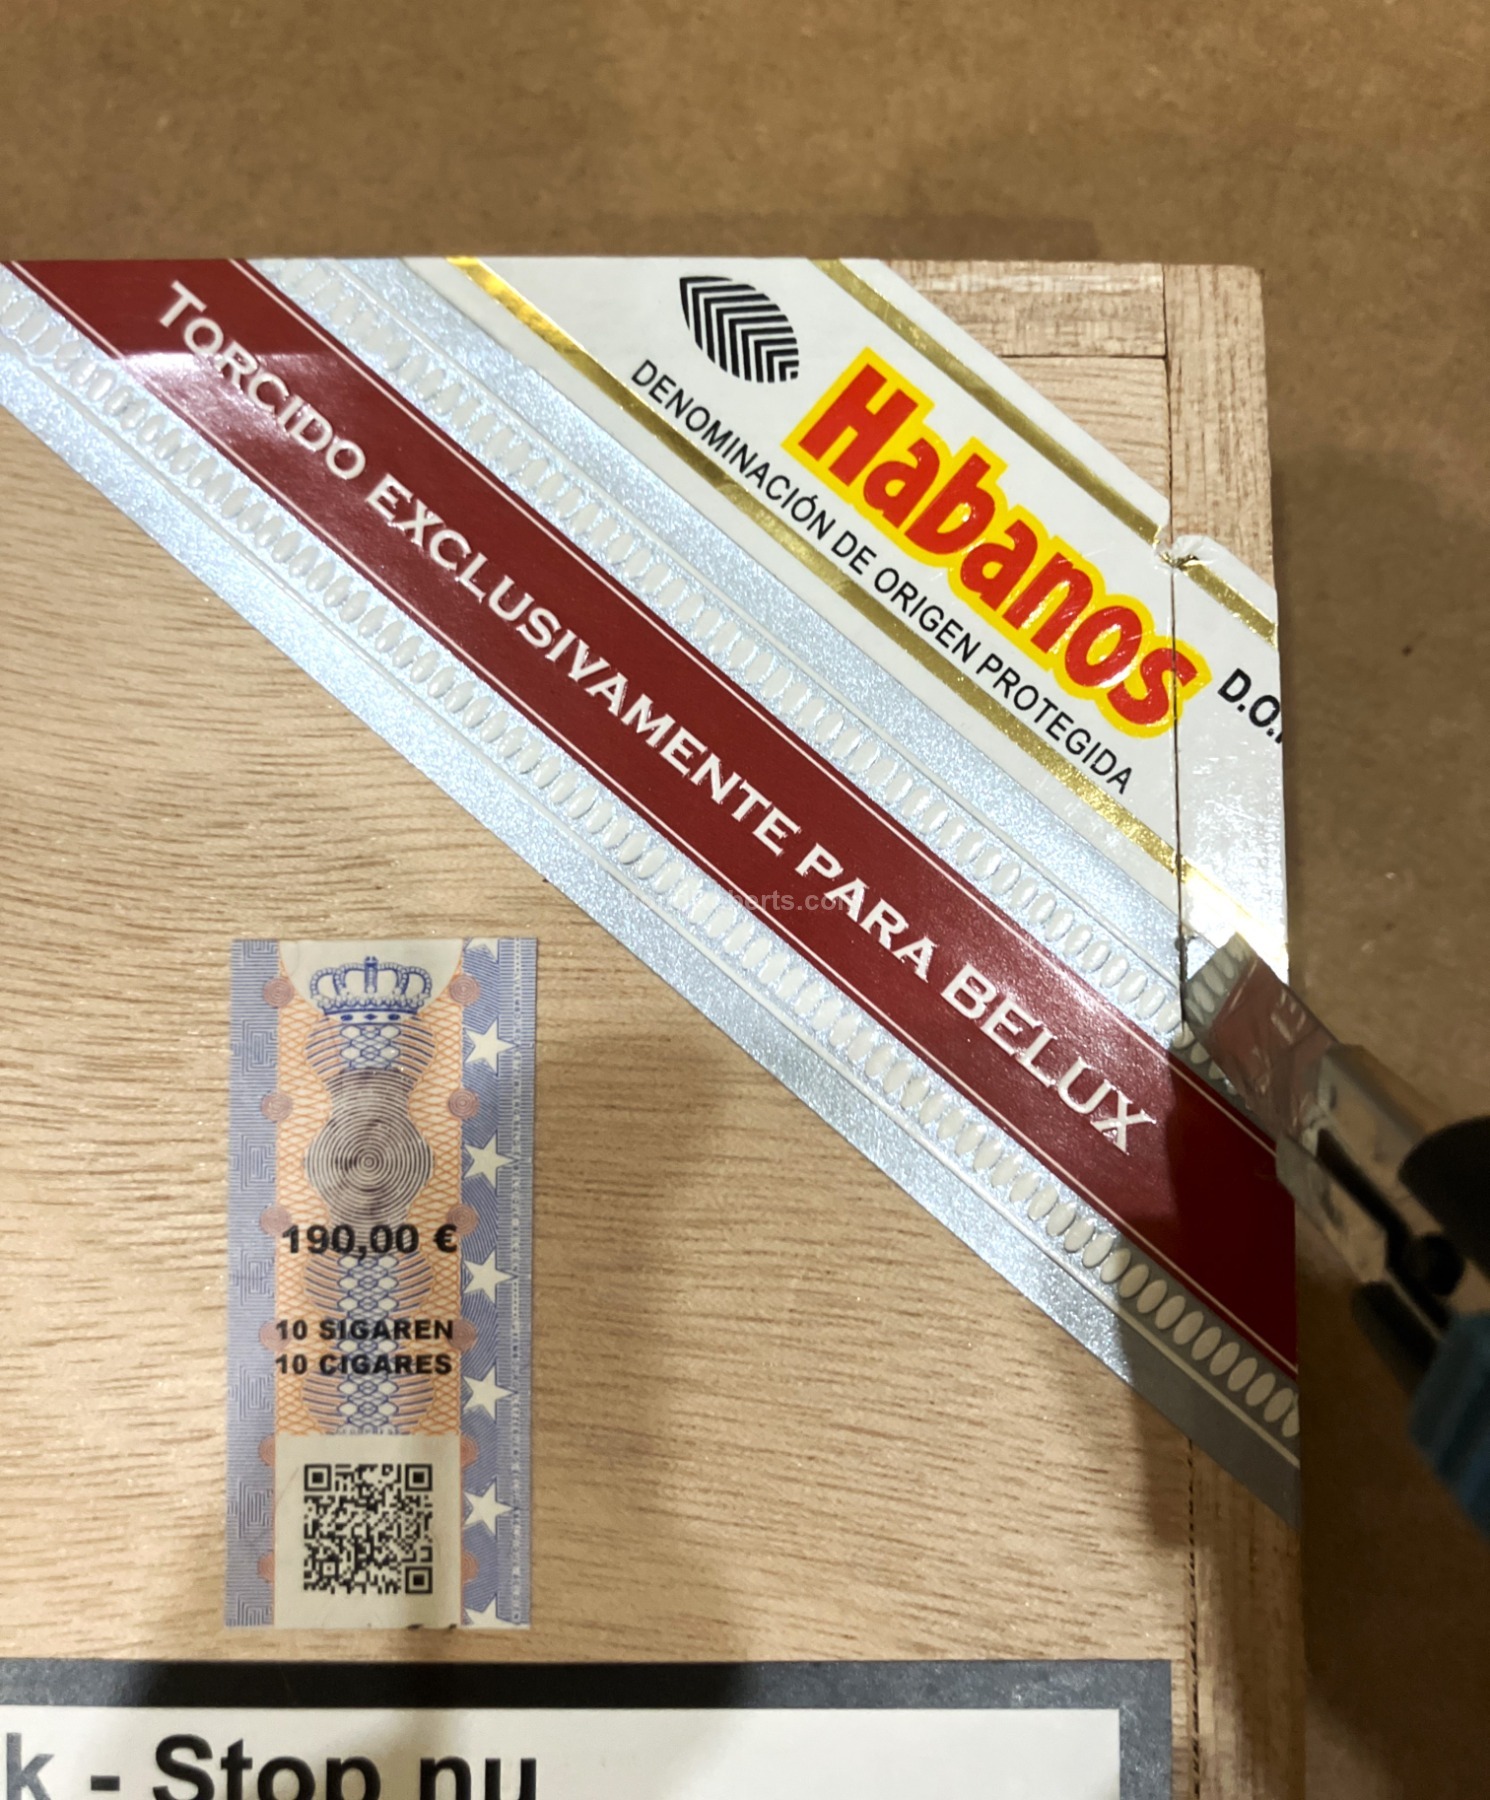 TORCIDO EXCLUSIVAMENTE PARA BELUX
Habanos
DENOMINACIÓN DE ORIGEN PROTEGIDA
D.O.
190,00 €
10 SIGAREN
10 CIGARES
- Stop nu